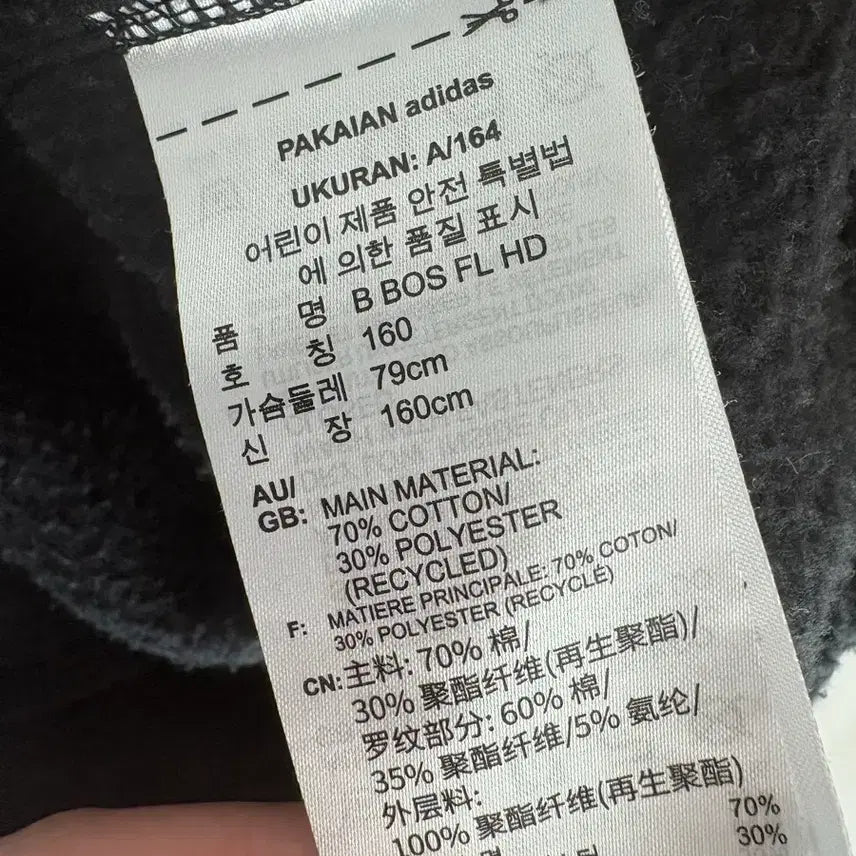 PAKAIAN adidas
UKURAN: A/164
어린이 제품 안전 특별법
에 의한 품질 표시
품 명 B BOS FL HD
호 칭 160
가슴둘레 79cm
신 장 160cm
AU/
GB: MAIN MATERIAL:
70% COTTON/
30% POLYESTER
(RECYCLED)
F: MATIERE PRINCIPALE: 70% COTON/
30% POLYESTER (RECYCLÉ)
CN: 主料: 70% 棉/
30% 聚酯纤维(再生聚酯)/
罗纹部分: 60% 棉/
35% 聚酯纤维/5% 氨纶/
外层料:
100% 聚酯纤维(再生聚酯)
70%
30%